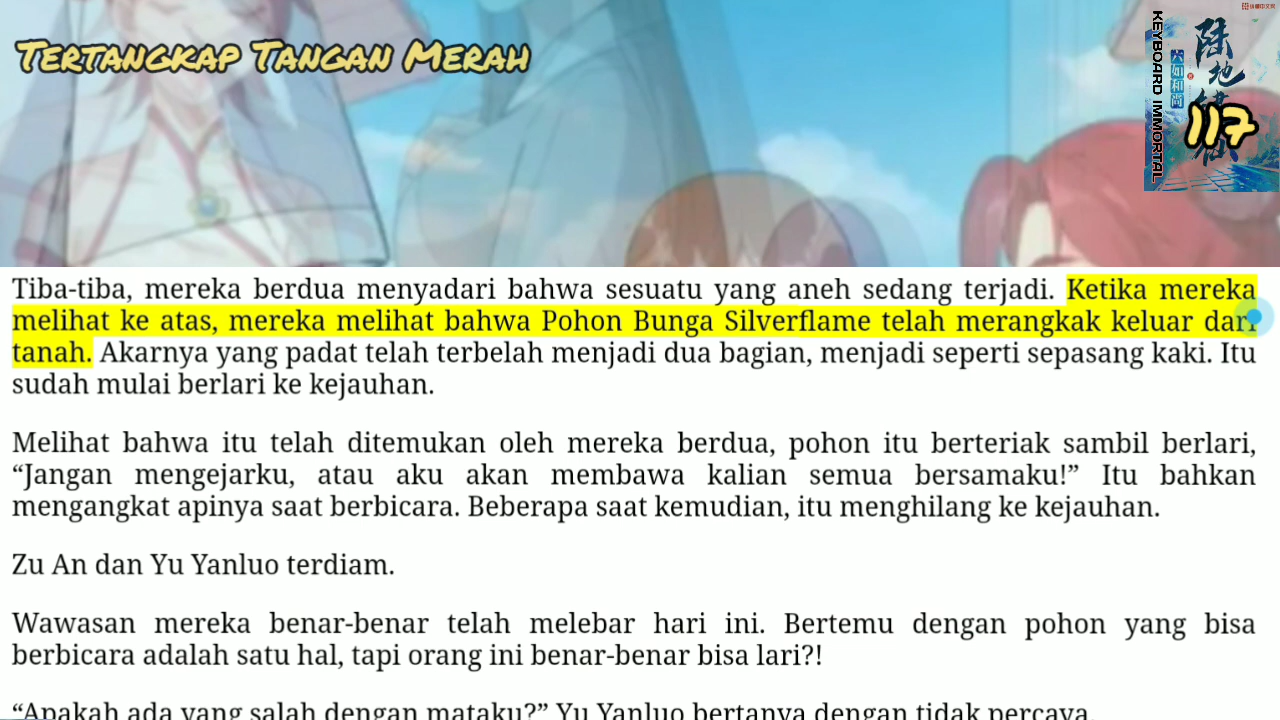 Tertangkap Tangan Merah
KEYBOARD IMMORTAL
六如和尚
陆地
117
Tiba-tiba, mereka berdua menyadari bahwa sesuatu yang aneh sedang terjadi. Ketika mereka
melihat ke atas, mereka melihat bahwa Pohon Bunga Silverflame telah merangkak keluar dari
tanah. Akarnya yang padat telah terbelah menjadi dua bagian, menjadi seperti sepasang kaki. Itu
sudah mulai berlari ke kejauhan.
Melihat bahwa itu telah ditemukan oleh mereka berdua, pohon itu berteriak sambil berlari,
“Jangan mengejarku, atau aku akan membawa kalian semua bersamaku!” Itu bahkan
mengangkat apinya saat berbicara. Beberapa saat kemudian, itu menghilang ke kejauhan.
Zu An dan Yu Yanluo terdiam.
Wawasan mereka benar-benar telah melebar hari ini. Bertemu dengan pohon yang bisa
berbicara adalah satu hal, tapi orang ini benar-benar bisa lari?!
“Apakah ada yang salah dengan mataku?” Yu Yanluo bertanya dengan tidak percaya.